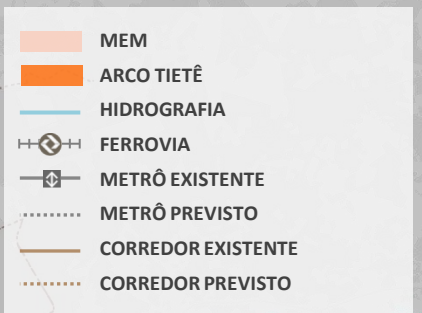 MEM
ARCO TIETÊ
HIDROGRAFIA
FERROVIA
METRÔ EXISTENTE
METRÔ PREVISTO
CORREDOR EXISTENTE
CORREDOR PREVISTO